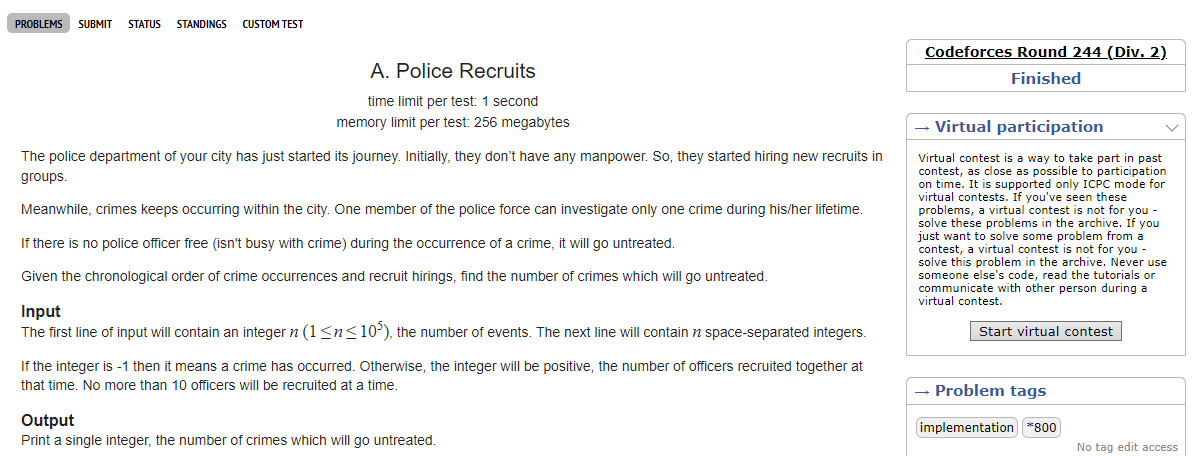 PROBLEMS SUBMIT STATUS STANDINGS CUSTOM TEST
A. Police Recruits
time limit per test: 1 second
memory limit per test: 256 megabytes
The police department of your city has just started its journey. Initially, they don’t have any manpower. So, they started hiring new recruits in
groups.
Meanwhile, crimes keeps occurring within the city. One member of the police force can investigate only one crime during his/her lifetime.
If there is no police officer free (isn't busy with crime) during the occurrence of a crime, it will go untreated.
Given the chronological order of crime occurrences and recruit hirings, find the number of crimes which will go untreated.
Input
The first line of input will contain an integer n (1 ≤ n ≤ 10⁵), the number of events. The next line will contain n space-separated integers.
If the integer is -1 then it means a crime has occurred. Otherwise, the integer will be positive, the number of officers recruited together at
that time. No more than 10 officers will be recruited at a time.
Output
Print a single integer, the number of crimes which will go untreated.
Codeforces Round 244 (Div. 2)
Finished
→ Virtual participation
Virtual contest is a way to take part in past
contest, as close as possible to participation
on time. It is supported only ICPC mode for
virtual contests. If you've seen these
problems, a virtual contest is not for you -
solve these problems in the archive. If you
just want to solve some problem from a
contest, a virtual contest is not for you -
solve this problem in the archive. Never use
someone else's code, read the tutorials or
communicate with other person during a
virtual contest.
Start virtual contest
→ Problem tags
implementation *800
No tag edit access